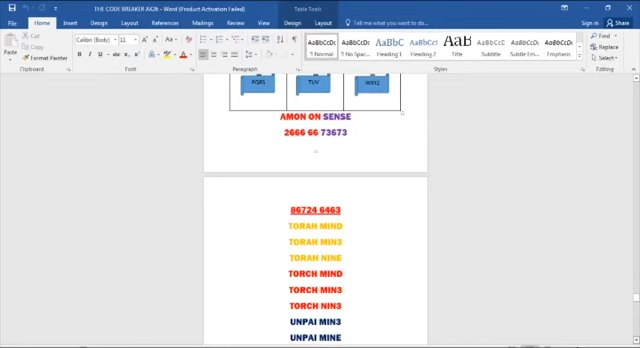 THE CODE BREAKER AK2h - Word (Product Activation Failed)
Table Tools
File Home Insert Design Layout References Mailings Review View Design Layout Tell me what you want to do... Sign in Share
Cut
Copy
Paste
Format Painter
Clipboard
Calibri (Body) 11
Font
Paragraph
AaBbCcDc AaBbCcDc AaBbC AaBbCcD AaB AaBbCcD AaBbCcDc AaBbCcDc
¶ Normal ¶ No Spac... Heading 1 Heading 2 Title Subtitle Subtle Em... Emphasis
Styles
Find
Replace
Select
Editing
PQRS TUV WXYZ
AMON ON SENSE
2666 66 73673
86724 6463
TORAH MIND
TORAH MIN3
TORAH NINE
TORCH MIND
TORCH MIN3
TORCH NIN3
UNPAI MIN3
UNPAI MINE